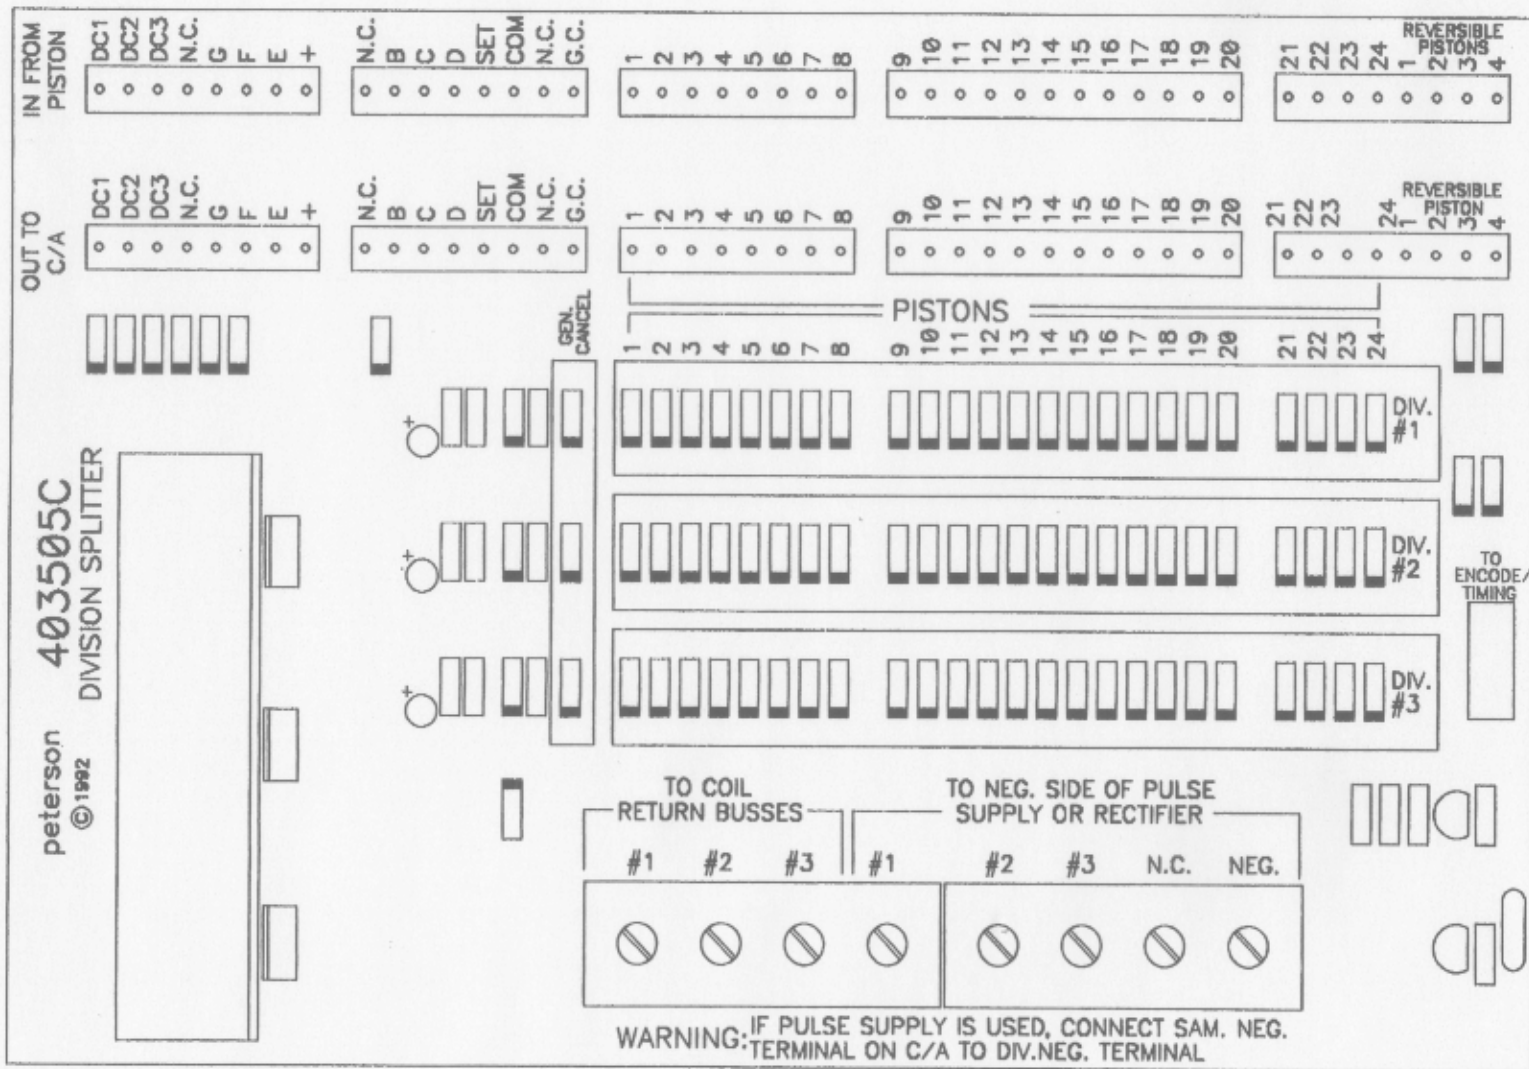 IN FROM
PISTON
DC1
DC2
DC3
N.C.
G
F
E
+
N.C.
B
C
D
SET
COM
N.C.
G.C.
1
2
3
4
5
6
7
8
9
10
11
12
13
14
15
16
17
18
19
20
21
22
23
24
REVERSIBLE
PISTONS
1
2
3
4
OUT TO
C/A
DC1
DC2
DC3
N.C.
G
F
E
+
N.C.
B
C
D
SET
COM
N.C.
G.C.
1
2
3
4
5
6
7
8
9
10
11
12
13
14
15
16
17
18
19
20
21
22
23
24
REVERSIBLE
PISTON
1
2
3
4
PISTONS
GEN.
CANCEL
1
2
3
4
5
6
7
8
9
10
11
12
13
14
15
16
17
18
19
20
21
22
23
24
+
DIV.
#1
+
DIV.
#2
+
DIV.
#3
TO
ENCODE/
TIMING
peterson 403505C
©1992 DIVISION SPLITTER
TO COIL
RETURN BUSSES
TO NEG. SIDE OF PULSE
SUPPLY OR RECTIFIER
#1 #2 #3 #1 #2 #3 N.C. NEG.
WARNING: IF PULSE SUPPLY IS USED, CONNECT SAM. NEG.
TERMINAL ON C/A TO DIV.NEG. TERMINAL